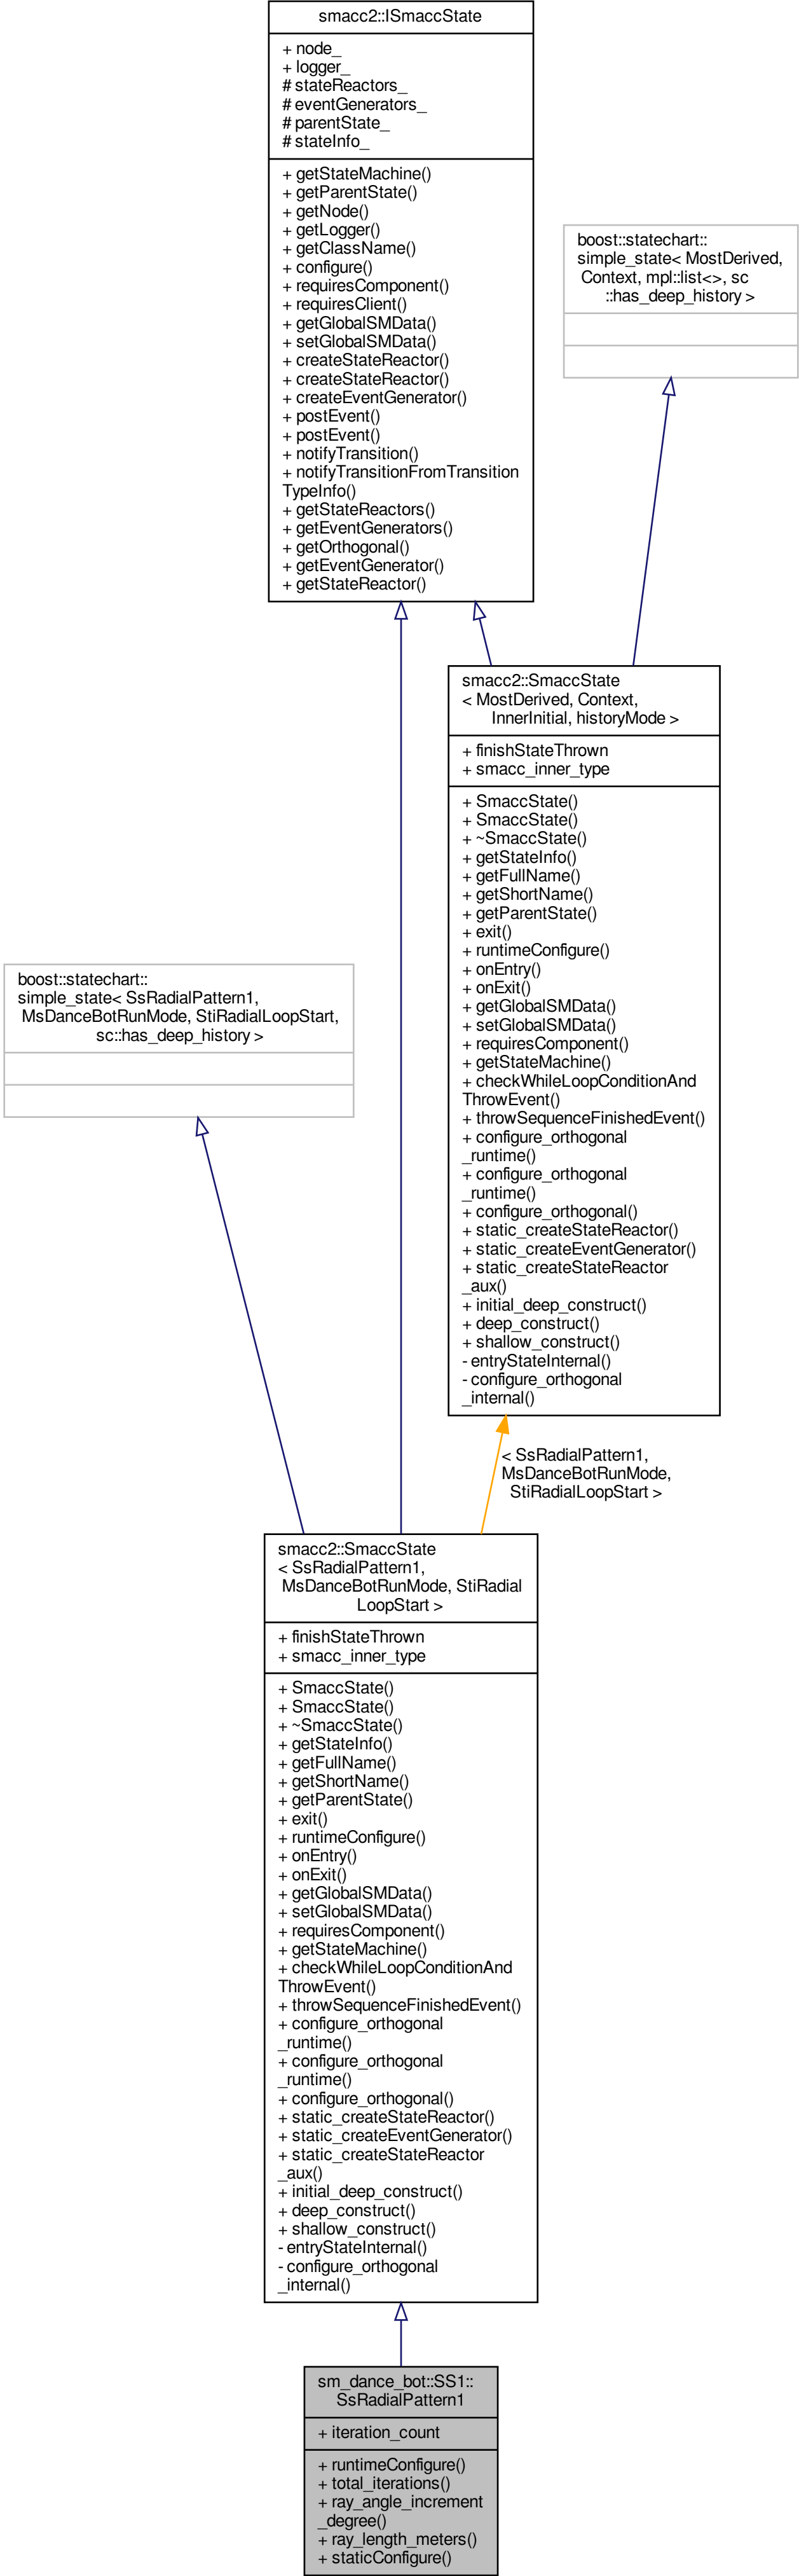 smacc2::ISmaccState
+ node_
+ logger_
# stateReactors_
# eventGenerators_
# parentState_
# stateInfo_
+ getStateMachine()
+ getParentState()
+ getNode()
+ getLogger()
+ getClassName()
+ configure()
+ requiresComponent()
+ requiresClient()
+ getGlobalSMData()
+ setGlobalSMData()
+ createStateReactor()
+ createStateReactor()
+ createEventGenerator()
+ postEvent()
+ postEvent()
+ notifyTransition()
+ notifyTransitionFromTransition
TypeInfo()
+ getStateReactors()
+ getEventGenerators()
+ getOrthogonal()
+ getEventGenerator()
+ getStateReactor()
boost::statechart::
simple_state< MostDerived,
Context, mpl::list<>, sc
::has_deep_history >
smacc2::SmaccState
< MostDerived, Context,
InnerInitial, historyMode >
+ finishStateThrown
+ smacc_inner_type
+ SmaccState()
+ SmaccState()
+ ~SmaccState()
+ getStateInfo()
+ getFullName()
+ getShortName()
+ getParentState()
+ exit()
+ runtimeConfigure()
+ onEntry()
+ onExit()
+ getGlobalSMData()
+ setGlobalSMData()
+ requiresComponent()
+ getStateMachine()
+ checkWhileLoopConditionAnd
ThrowEvent()
+ throwSequenceFinishedEvent()
+ configure_orthogonal
_runtime()
+ configure_orthogonal
_runtime()
+ configure_orthogonal()
+ static_createStateReactor()
+ static_createEventGenerator()
+ static_createStateReactor
_aux()
+ initial_deep_construct()
+ deep_construct()
+ shallow_construct()
- entryStateInternal()
- configure_orthogonal
_internal()
boost::statechart::
simple_state< SsRadialPattern1,
MsDanceBotRunMode, StiRadialLoopStart,
sc::has_deep_history >
< SsRadialPattern1,
MsDanceBotRunMode,
StiRadialLoopStart >
smacc2::SmaccState
< SsRadialPattern1,
MsDanceBotRunMode, StiRadial
LoopStart >
+ finishStateThrown
+ smacc_inner_type
+ SmaccState()
+ SmaccState()
+ ~SmaccState()
+ getStateInfo()
+ getFullName()
+ getShortName()
+ getParentState()
+ exit()
+ runtimeConfigure()
+ onEntry()
+ onExit()
+ getGlobalSMData()
+ setGlobalSMData()
+ requiresComponent()
+ getStateMachine()
+ checkWhileLoopConditionAnd
ThrowEvent()
+ throwSequenceFinishedEvent()
+ configure_orthogonal
_runtime()
+ configure_orthogonal
_runtime()
+ configure_orthogonal()
+ static_createStateReactor()
+ static_createEventGenerator()
+ static_createStateReactor
_aux()
+ initial_deep_construct()
+ deep_construct()
+ shallow_construct()
- entryStateInternal()
- configure_orthogonal
_internal()
sm_dance_bot::SS1::
SsRadialPattern1
+ iteration_count
+ runtimeConfigure()
+ total_iterations()
+ ray_angle_increment
_degree()
+ ray_length_meters()
+ staticConfigure()